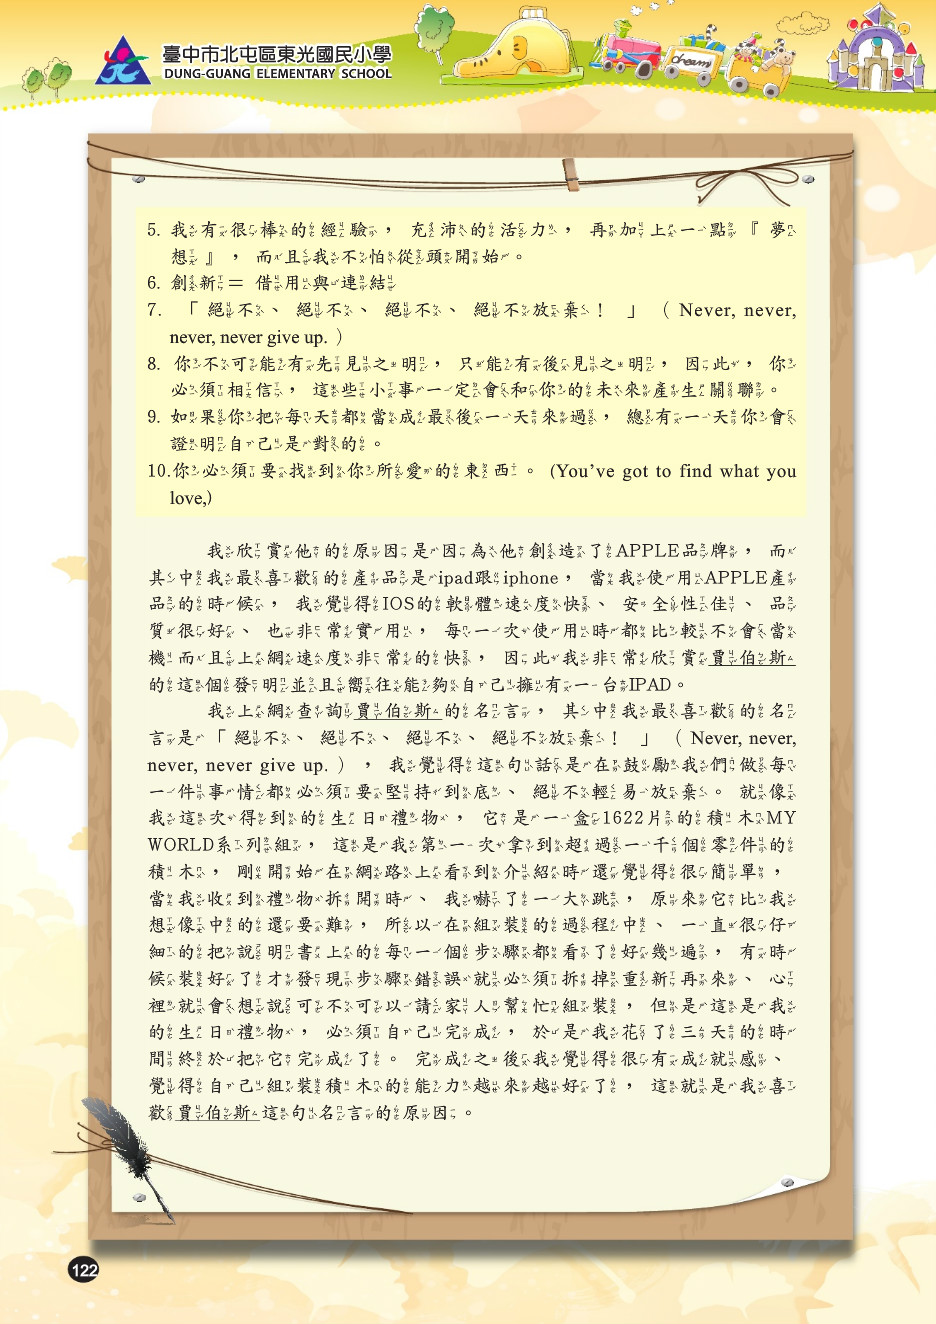 臺中市北屯區東光國民小學
DUNG-GUANG ELEMENTARY SCHOOL
dream
5. 我有很棒的經驗，充沛的活力，再加上一點『夢
想』，而且我不怕從頭開始。
6. 創新＝借用與連結
7. 「絕不、絕不、絕不、絕不放棄！」（Never, never,
never, never give up. ）
8. 你不可能有先見之明，只能有後見之明，因此，你
必須相信，這些小事一定會和你的未來產生關聯。
9. 如果你把每天都當成最後一天來過，總有一天你會
證明自己是對的。
10.你必須要找到你所愛的東西。(You’ve got to find what you
love,)
我欣賞他的原因是因為他創造了APPLE品牌，而
其中我最喜歡的產品是ipad跟iphone，當我使用APPLE產
品的時候，我覺得IOS的軟體速度快、安全性佳、品
質很好、也非常實用，每一次使用時都比較不會當
機而且上網速度非常的快，因此我非常欣賞賈伯斯
的這個發明並且嚮往能夠自己擁有一台IPAD。
我上網查詢賈伯斯的名言，其中我最喜歡的名
言是「絕不、絕不、絕不、絕不放棄！」（Never, never,
never, never give up. ），我覺得這句話是在鼓勵我們做每
一件事情都必須要堅持到底、絕不輕易放棄。就像
我這次得到的生日禮物，它是一盒1622片的積木MY
WORLD系列組，這是我第一次拿到超過一千個零件的
積木，剛開始在網路上看到介紹時還覺得很簡單，
當我收到禮物拆開時、我嚇了一大跳，原來它比我
想像中的還要難，所以在組裝的過程中、一直很仔
細的把說明書上的每一個步驟都看了好幾遍，有時
候裝好了才發現步驟錯誤就必須拆掉重新再來、心
裡就會想說可不可以請家人幫忙組裝，但是這是我
的生日禮物，必須自己完成，於是我花了三天的時
間終於把它完成了。完成之後我覺得很有成就感、
覺得自己組裝積木的能力越來越好了，這就是我喜
歡賈伯斯這句名言的原因。
122